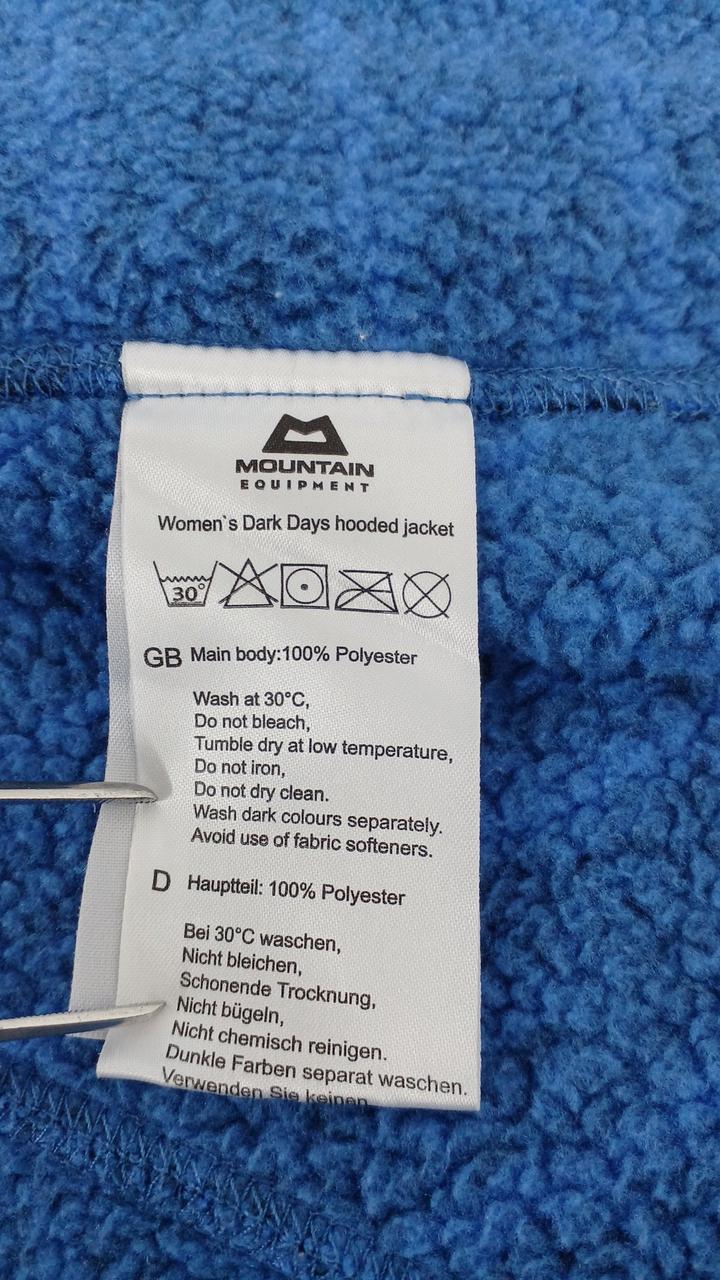 MOUNTAIN
EQUIPMENT
Women`s Dark Days hooded jacket
30°
GB Main body:100% Polyester
Wash at 30°C,
Do not bleach,
Tumble dry at low temperature,
Do not iron,
Do not dry clean.
Wash dark colours separately.
Avoid use of fabric softeners.
D Hauptteil: 100% Polyester
Bei 30°C waschen,
Nicht bleichen,
Schonende Trocknung,
Nicht bügeln,
Nicht chemisch reinigen.
Dunkle Farben separat waschen.
Verwenden Sie keinen